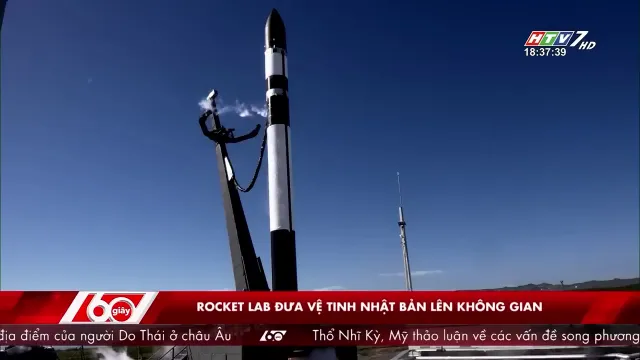 HTV7 HD
18:37:39
60 giây
ROCKET LAB ĐƯA VỆ TINH NHẬT BẢN LÊN KHÔNG GIAN
địa điểm của người Do Thái ở châu Âu 60 Thổ Nhĩ Kỳ, Mỹ thảo luận về các vấn đề song phương